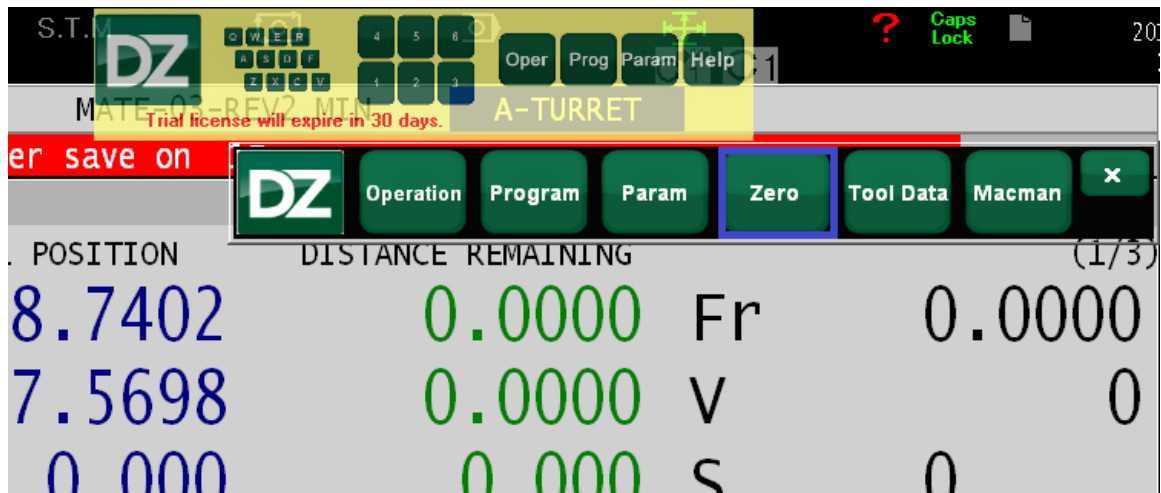 S.T.M
DZ
Q W E R
A S D F
Z X C V
4 5 6
1 2 3
Oper Prog Param Help
1
Caps
Lock
?
20
MATE-03-REV2.MIN
A-TURRET
Trial license will expire in 30 days.
er save on
DZ Operation Program Param Zero Tool Data Macman x
POSITION DISTANCE REMAINING (1/3)
8.7402 0.0000 Fr 0.0000
7.5698 0.0000 V 0
0.000 0.000 S 0